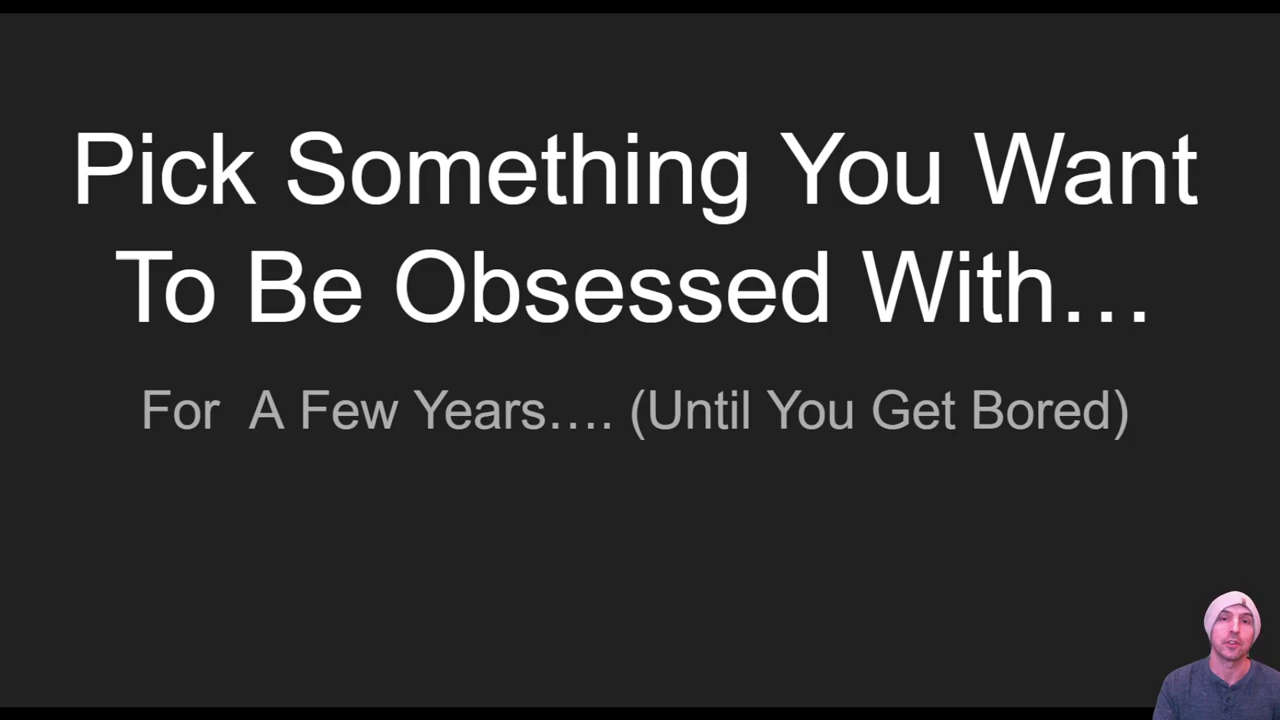 Pick Something You Want
To Be Obsessed With…
For  A Few Years…. (Until You Get Bored)